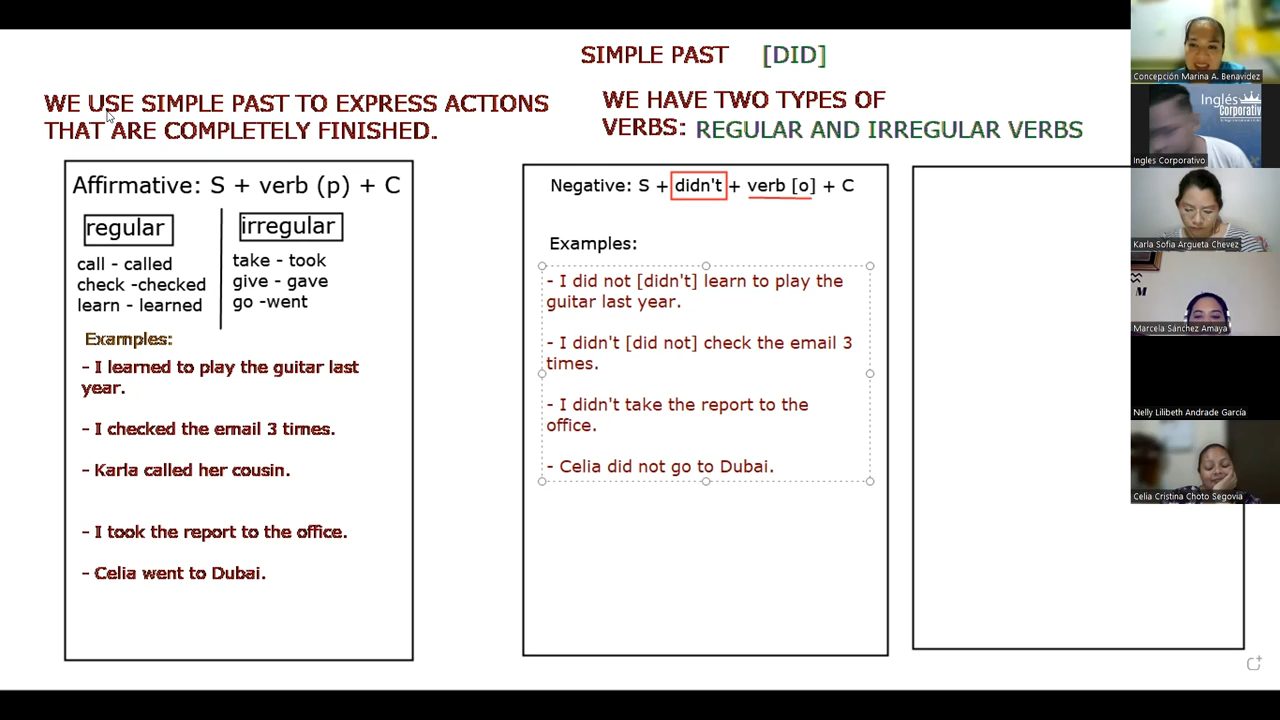 SIMPLE PAST [DID]
WE USE SIMPLE PAST TO EXPRESS ACTIONS
THAT ARE COMPLETELY FINISHED.
WE HAVE TWO TYPES OF
VERBS: REGULAR AND IRREGULAR VERBS
Affirmative: S + verb (p) + C
regular
call - called
check -checked
learn - learned
irregular
take - took
give - gave
go -went
Examples:
- I learned to play the guitar last
year.
- I checked the email 3 times.
- Karla called her cousin.
- I took the report to the office.
- Celia went to Dubai.
Negative: S + didn't + verb [o] + C
Examples:
- I did not [didn't] learn to play the
guitar last year.
- I didn't [did not] check the email 3
times.
- I didn't take the report to the
office.
- Celia did not go to Dubai.
Concepción Marina A. Benavidez
Inglés
Corporativ
Ingles Corporativo
Karla Sofia Argueta Chevez
M
Marcela Sánchez Amaya
Nelly Lilibeth Andrade García
Celia Cristina Choto Segovia